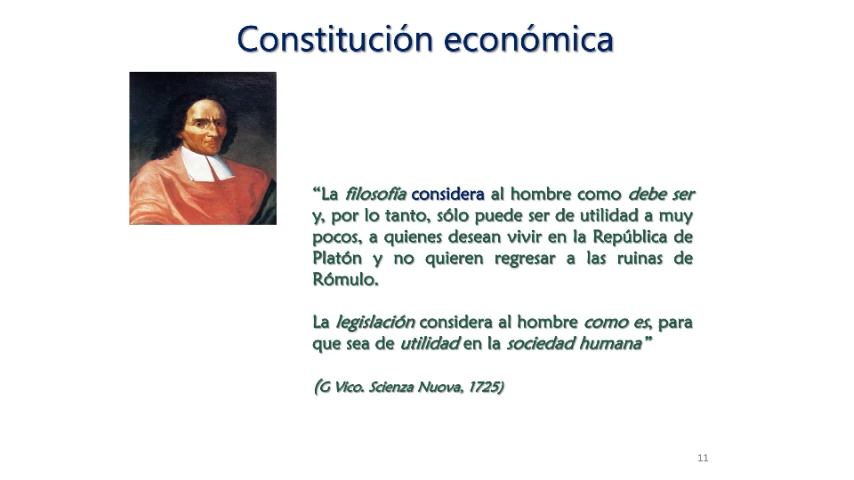 Constitución económica
“La filosofía considera al hombre como debe ser
y, por lo tanto, sólo puede ser de utilidad a muy
pocos, a quienes desean vivir en la República de
Platón y no quieren regresar a las ruinas de
Rómulo.
La legislación considera al hombre como es, para
que sea de utilidad en la sociedad humana”
(G Vico. Scienza Nuova, 1725)
11